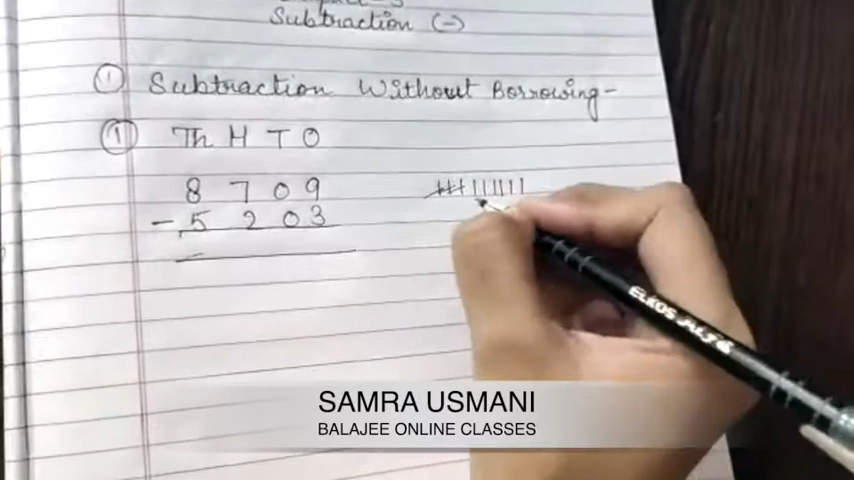 Subtraction (-)
① Subtraction Without Borrowing-
① Th H T O
8 7 0 9
- 5 2 0 3
ELKOS
SAMRA USMANI
BALAJEE ONLINE CLASSES